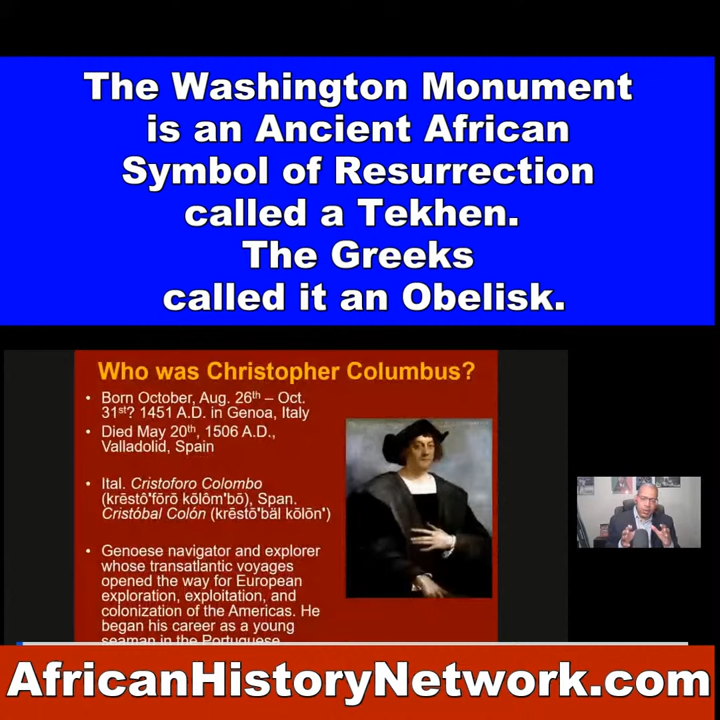 The Washington Monument
is an Ancient African
Symbol of Resurrection
called a Tekhen.
The Greeks
called it an Obelisk.
Who was Christopher Columbus?
• Born October, Aug. 26th – Oct.
31st? 1451 A.D. in Genoa, Italy
• Died May 20th, 1506 A.D.,
Valladolid, Spain
• Ital. Cristoforo Colombo
(krēstô'fōrō kōlôm'bō), Span.
Cristóbal Colón (krēstō'bäl kōlōn')
• Genoese navigator and explorer
whose transatlantic voyages
opened the way for European
exploration, exploitation, and
colonization of the Americas. He
began his career as a young
seaman in the Portuguese
AfricanHistoryNetwork.com